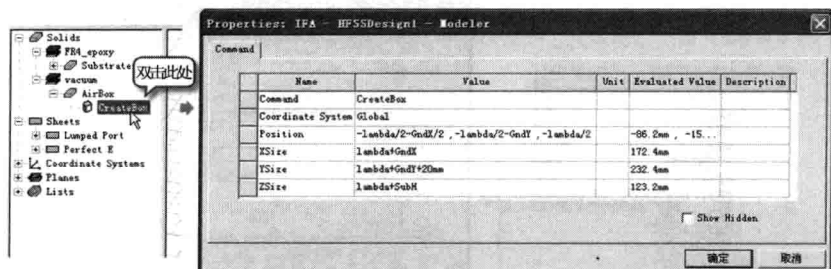 Solids
FR4_epoxy
Substrate
vacuum
AirBox
CreateBox
Sheets
Lumped Port
Perfect E
Coordinate Systems
Planes
Lists
双击此处
Properties: IFA - HFSSDesign1 - Modeler
Command
Name Value Unit Evaluated Value Description
Command CreateBox
Coordinate System Global
Position -lambda/2-GndX/2 ,-lambda/2-GndY ,-lambda/2 -86.2mm , -15...
XSize lambda+GndX 172.4mm
YSize lambda+GndY+20mm 232.4mm
ZSize lambda+SubH 123.2mm
Show Hidden
确定 取消